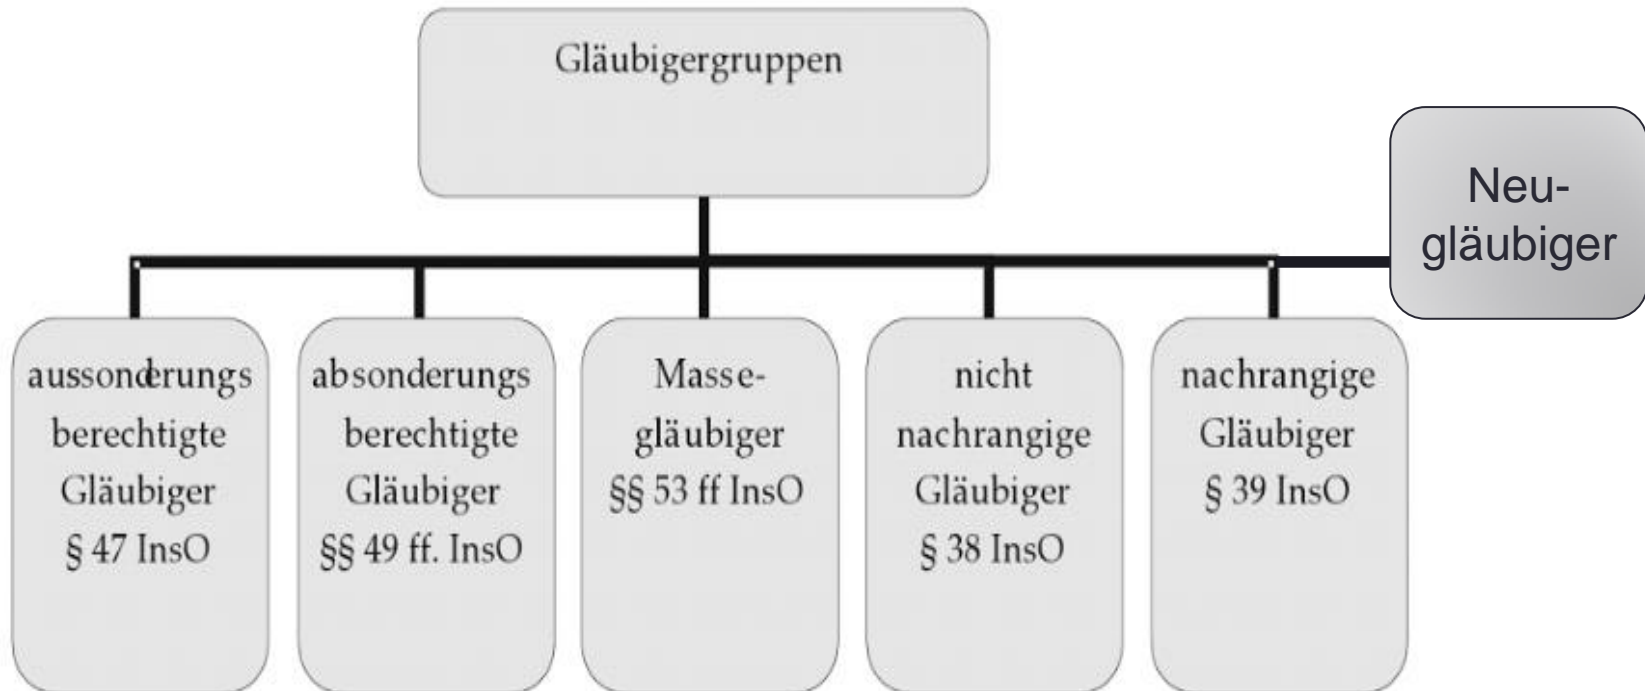 Gläubigergruppen
Neu-
gläubiger
aussonderungs
berechtigte
Gläubiger
§ 47 InsO
absonderungs
berechtigte
Gläubiger
§§ 49 ff. InsO
Masse-
gläubiger
§§ 53 ff InsO
nicht
nachrangige
Gläubiger
§ 38 InsO
nachrangige
Gläubiger
§ 39 InsO